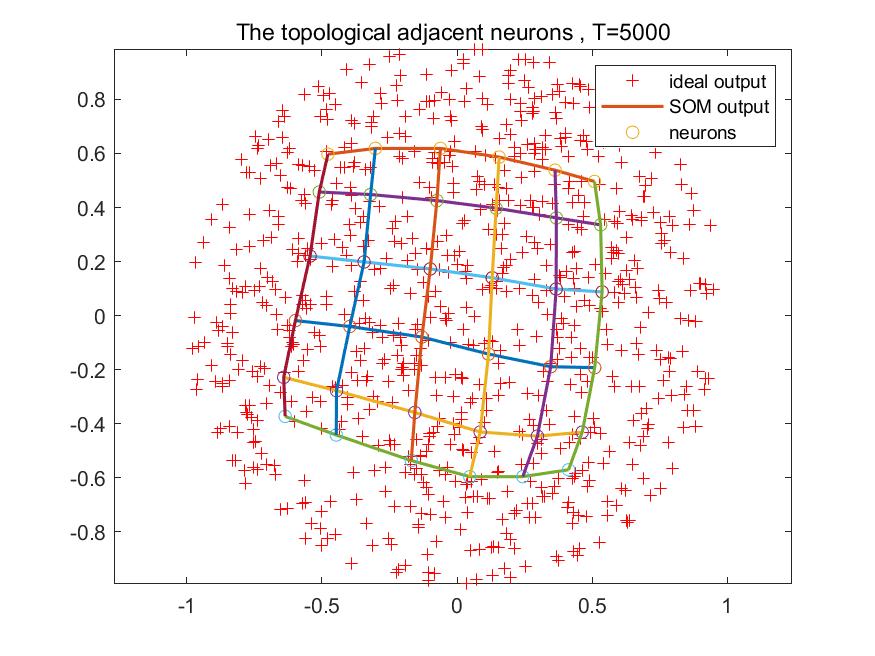 The topological adjacent neurons , T=5000
ideal output
SOM output
neurons
0.8
0.6
0.4
0.2
0
-0.2
-0.4
-0.6
-0.8
-1 -0.5 0 0.5 1